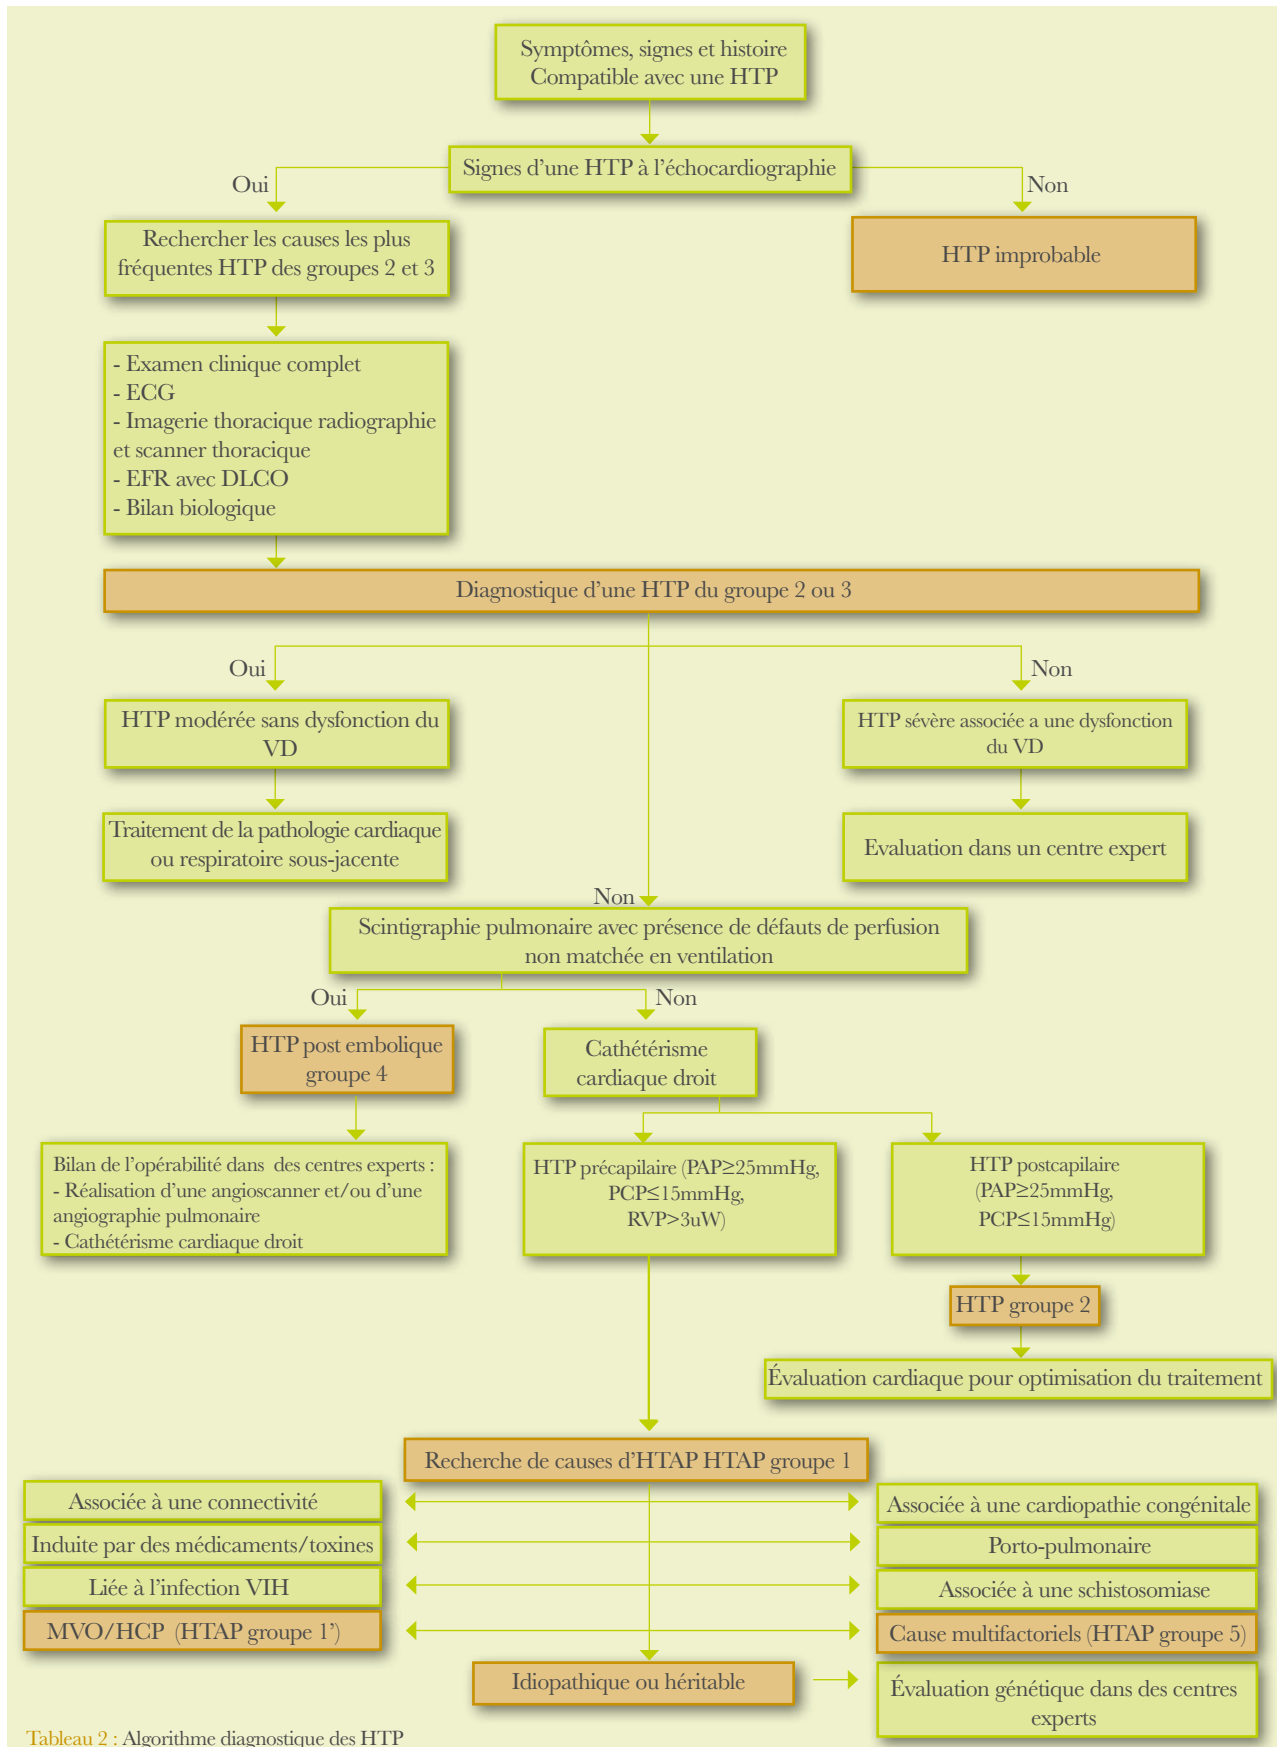 Symptômes, signes et histoire
Compatible avec une HTP
Signes d'une HTP à l'échocardiographie
Oui
Non
Rechercher les causes les plus
fréquentes HTP des groupes 2 et 3
HTP improbable
- Examen clinique complet
- ECG
- Imagerie thoracique radiographie
et scanner thoracique
- EFR avec DLCO
- Bilan biologique
Diagnostique d'une HTP du groupe 2 ou 3
Oui
Non
HTP modérée sans dysfonction du
VD
HTP sévère associée a une dysfonction
du VD
Traitement de la pathologie cardiaque
ou respiratoire sous-jacente
Evaluation dans un centre expert
Non
Scintigraphie pulmonaire avec présence de défauts de perfusion
non matchée en ventilation
Oui
Non
HTP post embolique
groupe 4
Cathétérisme
cardiaque droit
Bilan de l'opérabilité dans des centres experts :
- Réalisation d'une angioscanner et/ou d'une
angiographie pulmonaire
- Cathétérisme cardiaque droit
HTP précapilaire (PAP≥25mmHg,
PCP≤15mmHg,
RVP>3uW)
HTP postcapilaire
(PAP≥25mmHg,
PCP≤15mmHg)
HTP groupe 2
Évaluation cardiaque pour optimisation du traitement
Recherche de causes d'HTAP HTAP groupe 1
Associée à une connectivité
Associée à une cardiopathie congénitale
Induite par des médicaments/toxines
Porto-pulmonaire
Liée à l'infection VIH
Associée à une schistosomiase
MVO/HCP (HTAP groupe 1')
Cause multifactoriels (HTAP groupe 5)
Idiopathique ou héritable
Évaluation génétique dans des centres
experts
Tableau 2 : Algorithme diagnostique des HTP